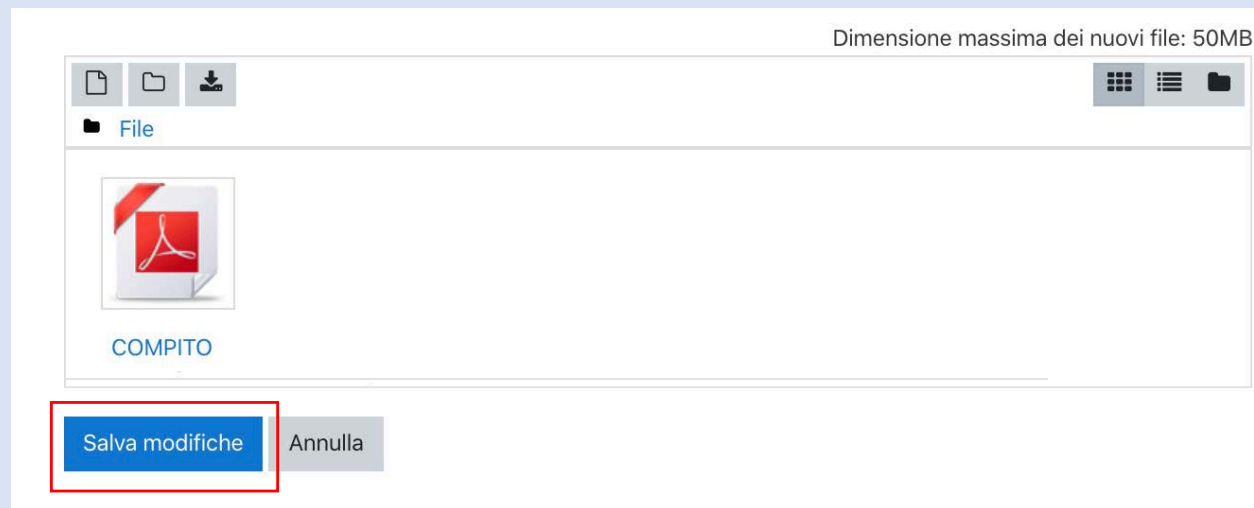 Dimensione massima dei nuovi file: 50MB
File
COMPITO
Salva modifiche
Annulla